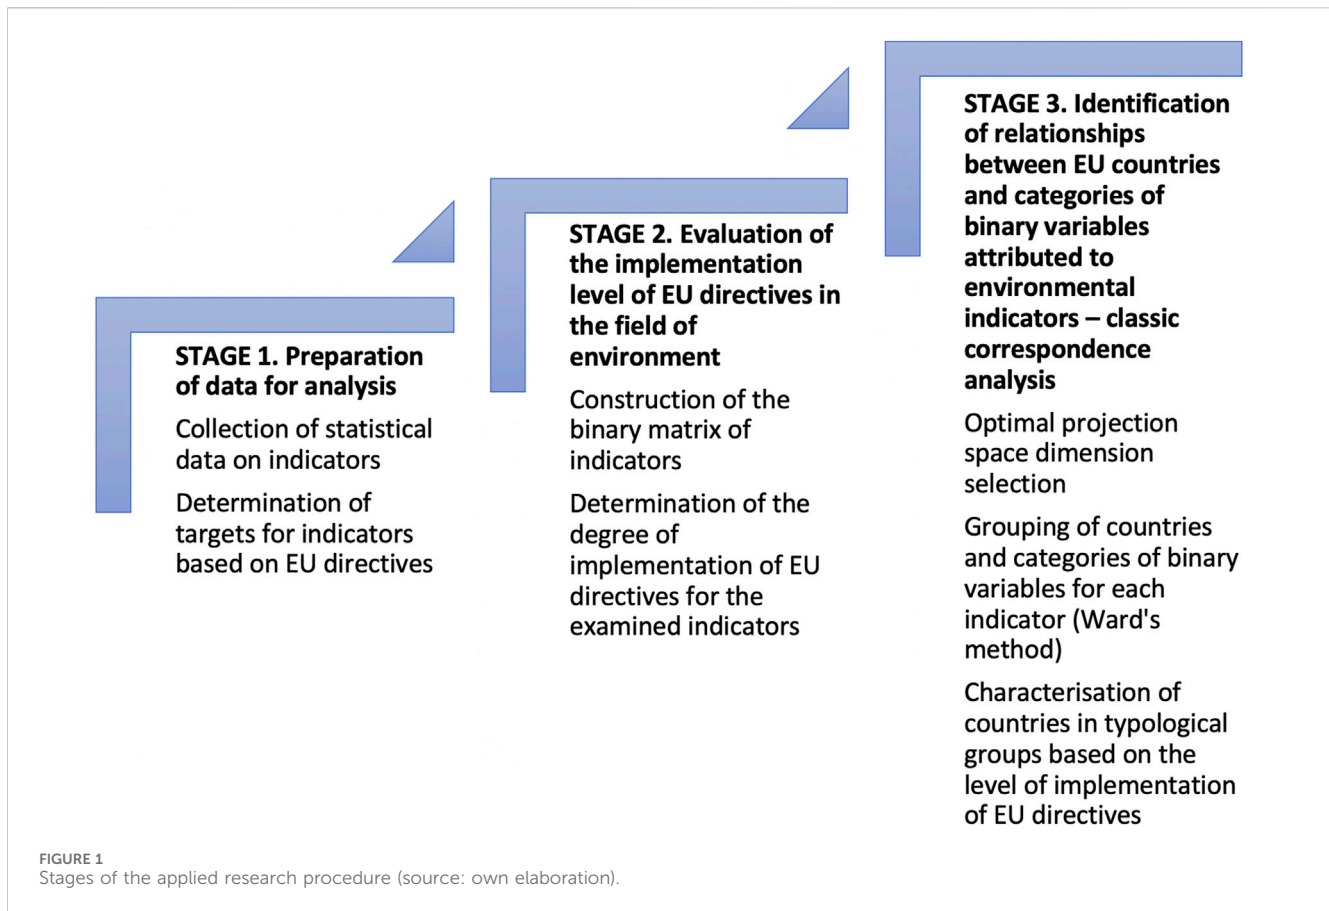 STAGE 1. Preparation
of data for analysis
Collection of statistical
data on indicators
Determination of
targets for indicators
based on EU directives
STAGE 2. Evaluation of
the implementation
level of EU directives in
the field of
environment
Construction of the
binary matrix of
indicators
Determination of the
degree of
implementation of EU
directives for the
examined indicators
STAGE 3. Identification
of relationships
between EU countries
and categories of
binary variables
attributed to
environmental
indicators – classic
correspondence
analysis
Optimal projection
space dimension
selection
Grouping of countries
and categories of binary
variables for each
indicator (Ward's
method)
Characterisation of
countries in typological
groups based on the
level of implementation
of EU directives
FIGURE 1
Stages of the applied research procedure (source: own elaboration).